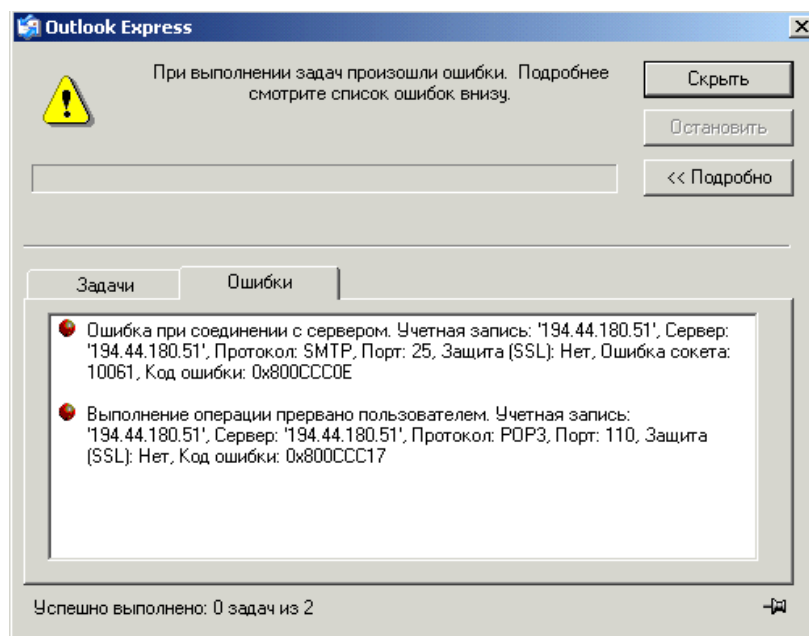 Outlook Express
При выполнении задач произошли ошибки. Подробнее
смотрите список ошибок внизу.
Скрыть
Остановить
<< Подробно
Задачи
Ошибки
Ошибка при соединении с сервером. Учетная запись: '194.44.180.51', Сервер:
'194.44.180.51', Протокол: SMTP, Порт: 25, Защита (SSL): Нет, Ошибка сокета:
10061, Код ошибки: 0x800CCC0E
Выполнение операции прервано пользователем. Учетная запись:
'194.44.180.51', Сервер: '194.44.180.51', Протокол: POP3, Порт: 110, Защита
(SSL): Нет, Код ошибки: 0x800CCC17
Успешно выполнено: 0 задач из 2